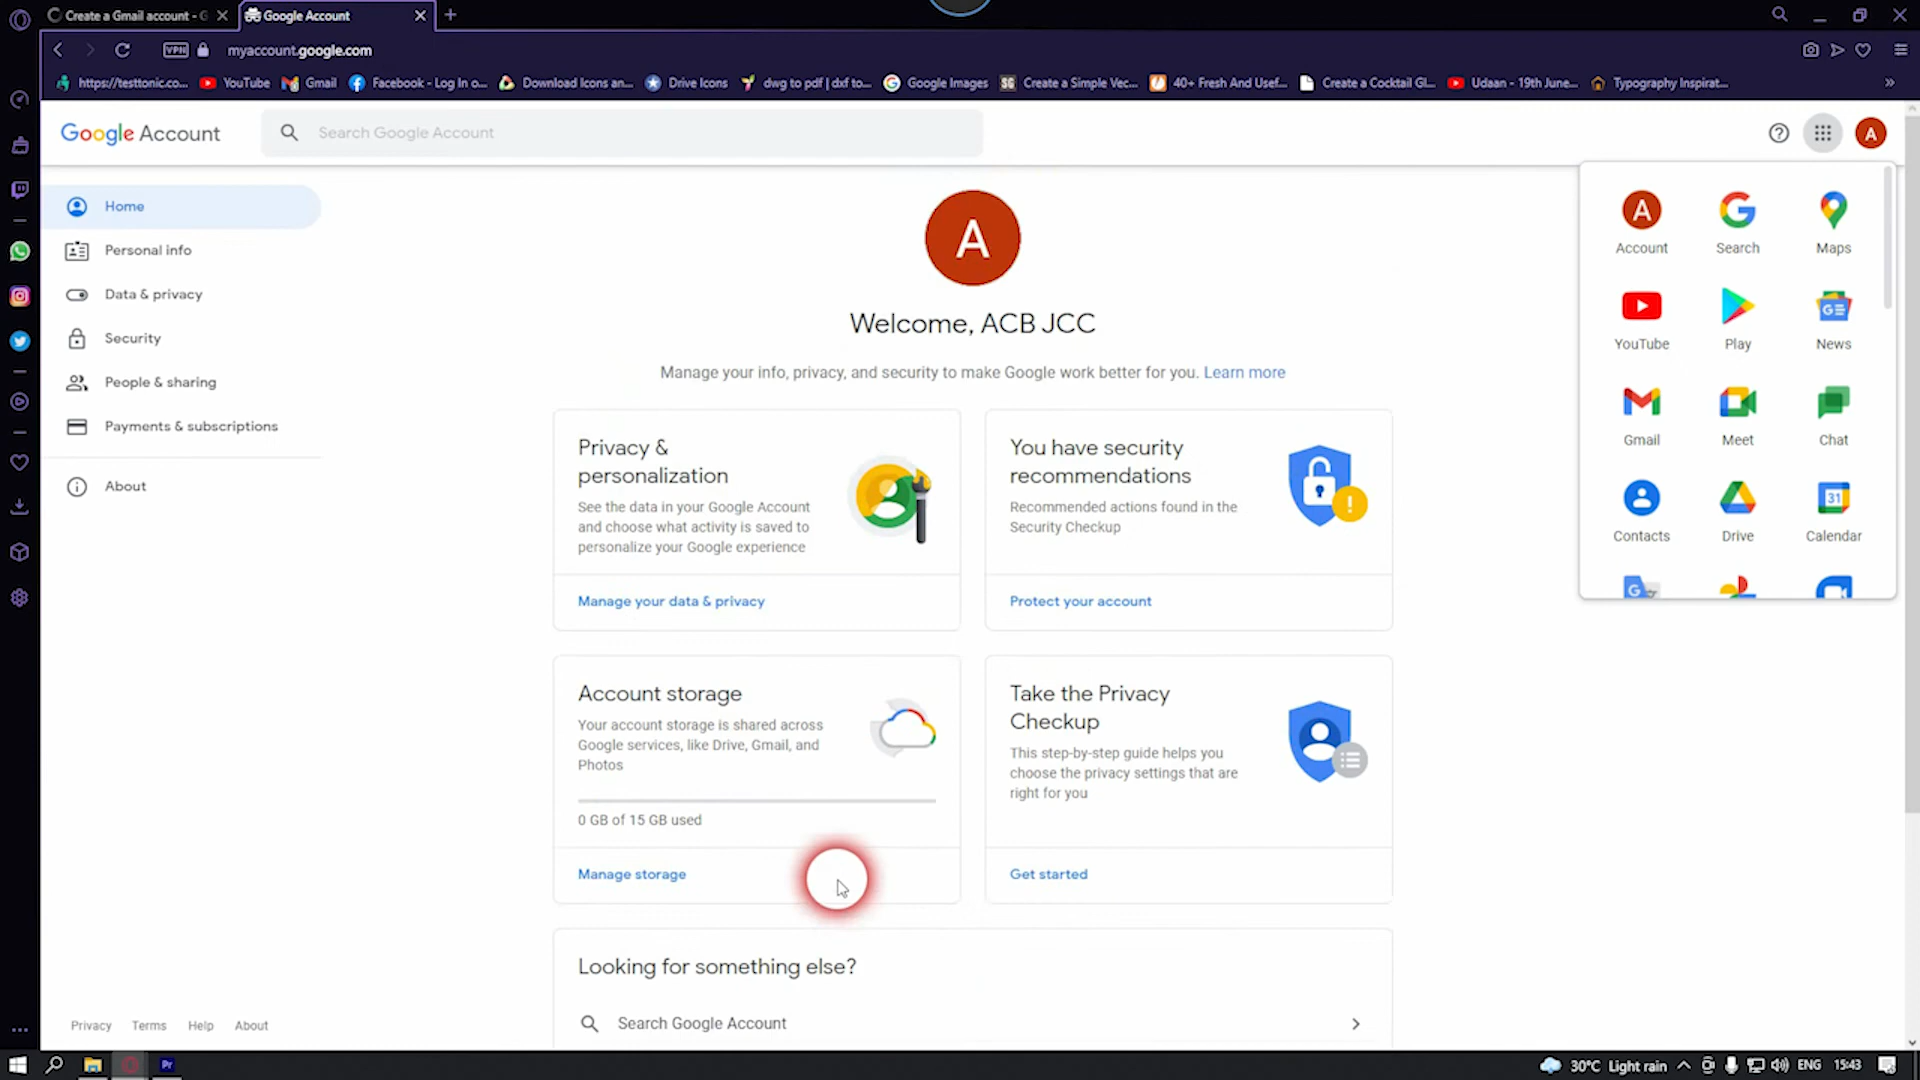 Create a Gmail account - G
Google Account
VPN
myaccount.google.com
https://testtonic.co...
YouTube
Gmail
Facebook - Log In o...
Download Icons an...
Drive Icons
dwg to pdf | dxf to...
Google Images
SG
Create a Simple Vec...
40+ Fresh And Usef...
Create a Cocktail Gl...
Udaan - 19th June...
Typography Inspirat...
»
Google Account
Search Google Account
A
Home
Personal info
Data & privacy
Security
People & sharing
Payments & subscriptions
About
A
Welcome, ACB JCC
Manage your info, privacy, and security to make Google work better for you. Learn more
Privacy &
personalization
See the data in your Google Account
and choose what activity is saved to
personalize your Google experience
Manage your data & privacy
You have security
recommendations
Recommended actions found in the
Security Checkup
Protect your account
Account storage
Your account storage is shared across
Google services, like Drive, Gmail, and
Photos
0 GB of 15 GB used
Manage storage
Take the Privacy
Checkup
This step-by-step guide helps you
choose the privacy settings that are
right for you
Get started
Looking for something else?
Search Google Account
A
Account
Search
Maps
YouTube
Play
News
Gmail
Meet
Chat
31
Contacts
Drive
Calendar
Privacy
Terms
Help
About
Pr
30°C Light rain
ENG
15:43